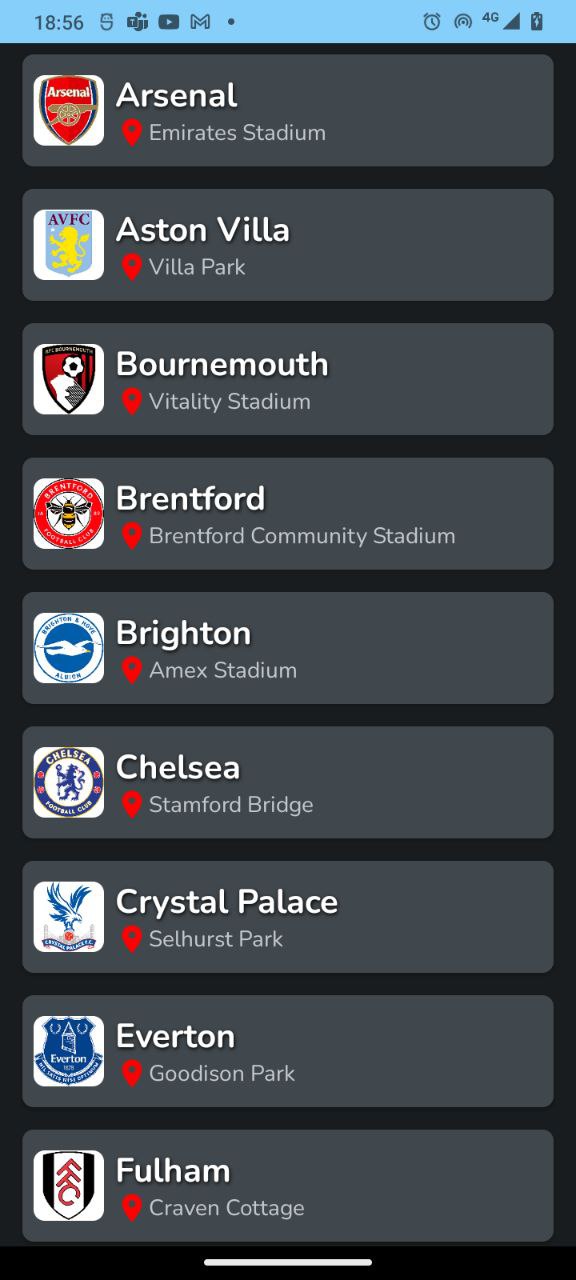 18:56
4G
Arsenal
Arsenal
Emirates Stadium
AVFC
Aston Villa
Villa Park
AFC BOURNEMOUTH
Bournemouth
Vitality Stadium
BRENTFORD
FOOTBALL CLUB
Brentford
Brentford Community Stadium
BRIGHTON & HOVE
ALBION
Brighton
Amex Stadium
CHELSEA
FOOTBALL CLUB
Chelsea
Stamford Bridge
CRYSTAL PALACE F.C.
Crystal Palace
Selhurst Park
Everton
1878
Everton
Goodison Park
FFC
Fulham
Craven Cottage